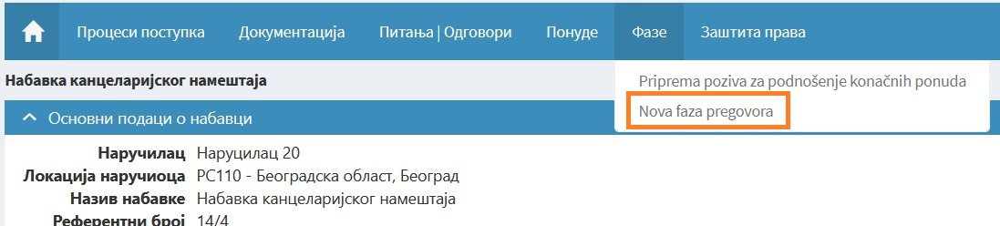 Процеси поступка Документација Питања | Одговори Понуде Фазе Заштита права
Priprema poziva za podnošenje konačnih ponuda
Nova faza pregovora
Набавка канцеларијског намештаја
Основни подаци о набавци
Наручилац Наруцилац 20
Локација наручиоца РС110 - Београдска област, Београд
Назив набавке Набавка канцеларијског намештаја
Референтни број 14/4